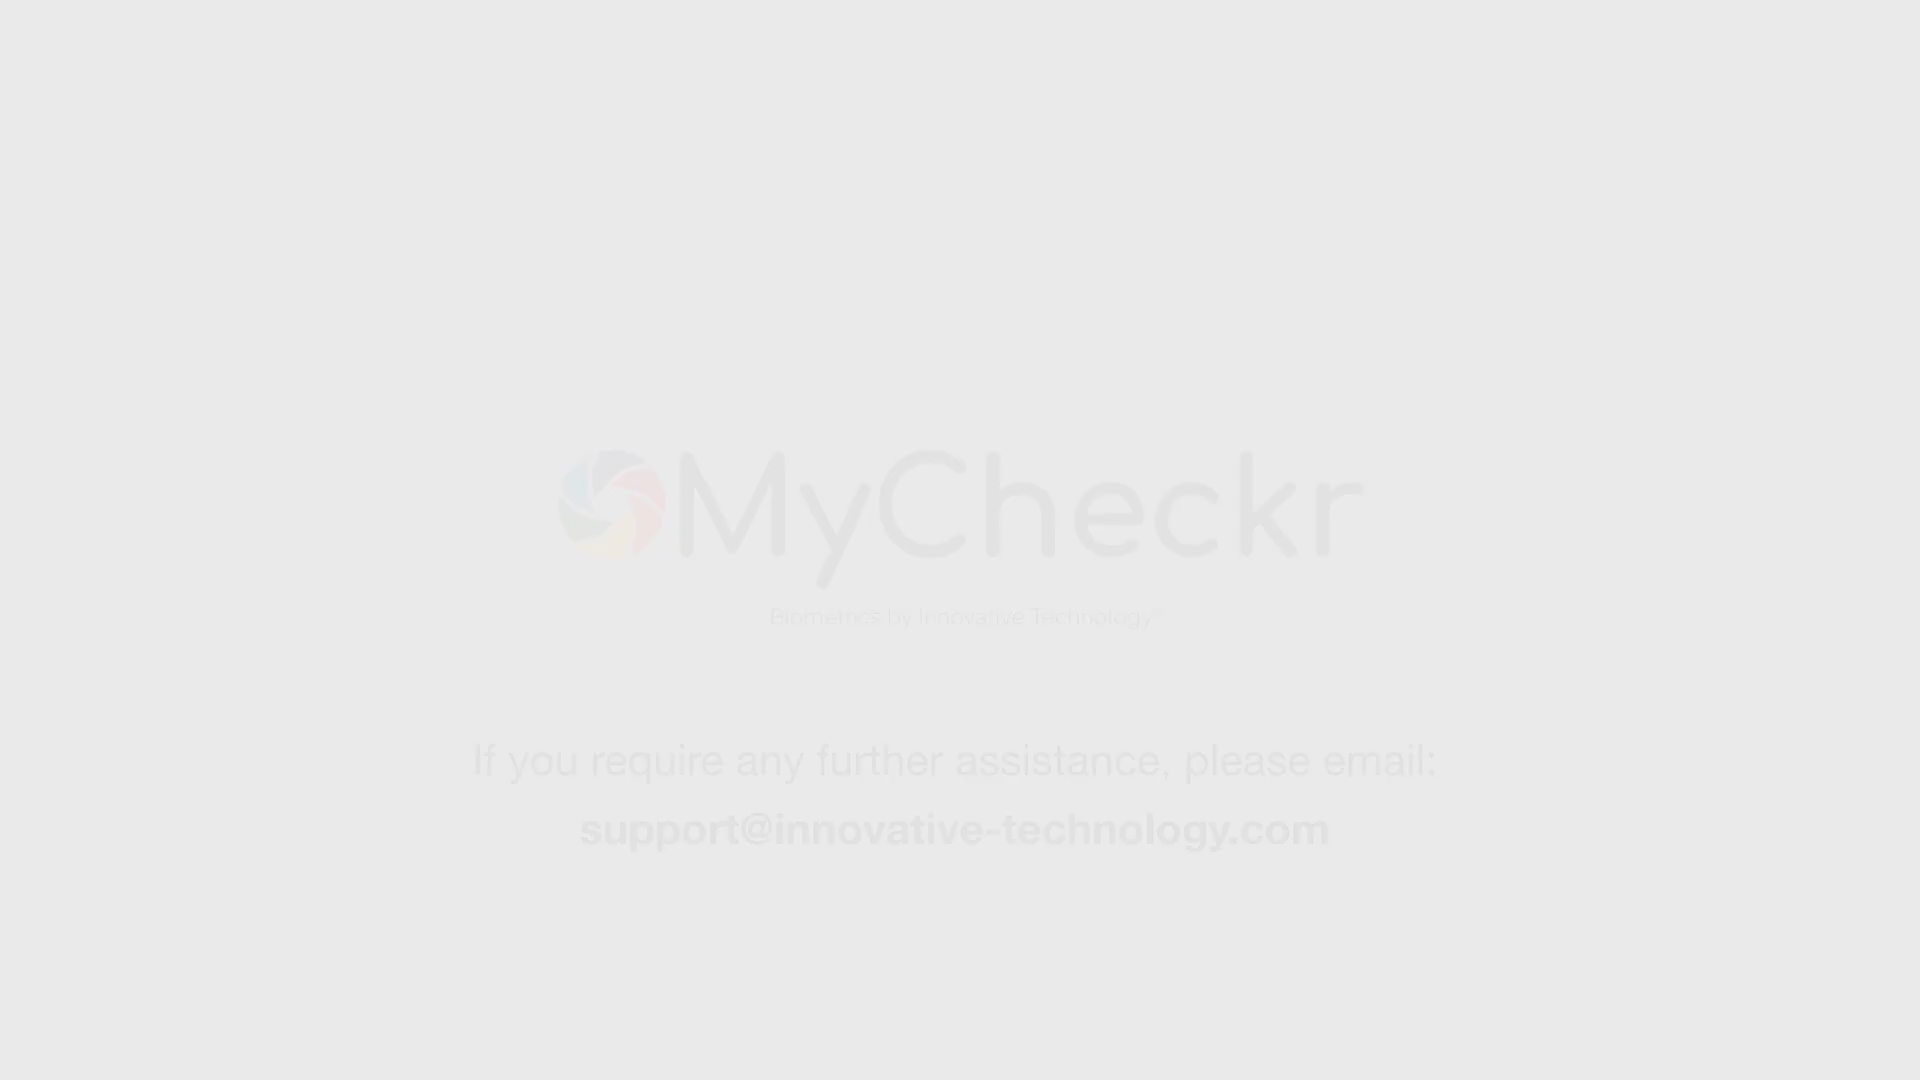 MyCheckr
Biometrics by Innovative Technology
If you require any further assistance, please email:
support@innovative-technology.com